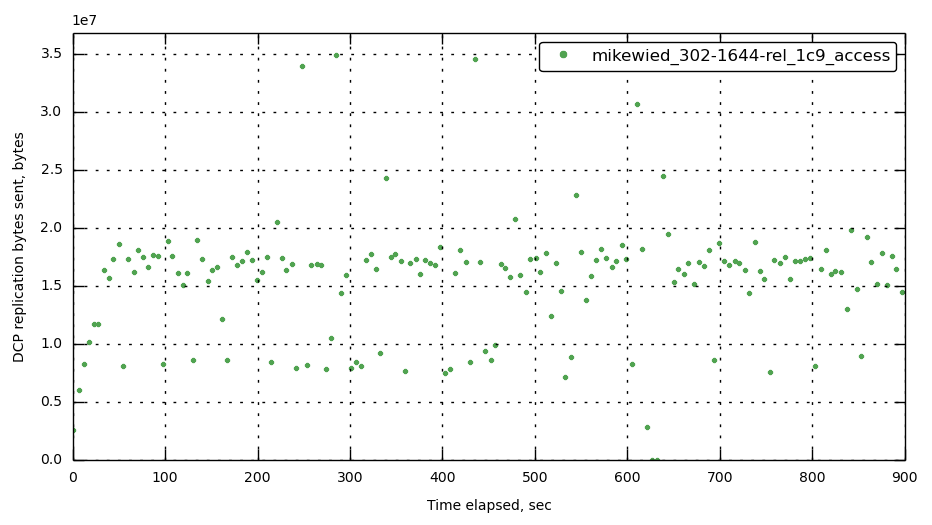 1e7
mikewied_302-1644-rel_1c9_access
3.5
3.0
2.5
2.0
1.5
1.0
0.5
0.0
DCP replication bytes sent, bytes
0 100 200 300 400 500 600 700 800 900
Time elapsed, sec